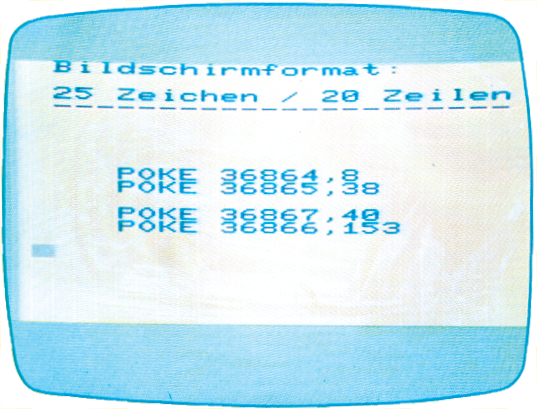 Bildschirmformat:
25 Zeichen / 20 Zeilen
POKE 36864,8
POKE 36865,38
POKE 36867,40
POKE 36866,153